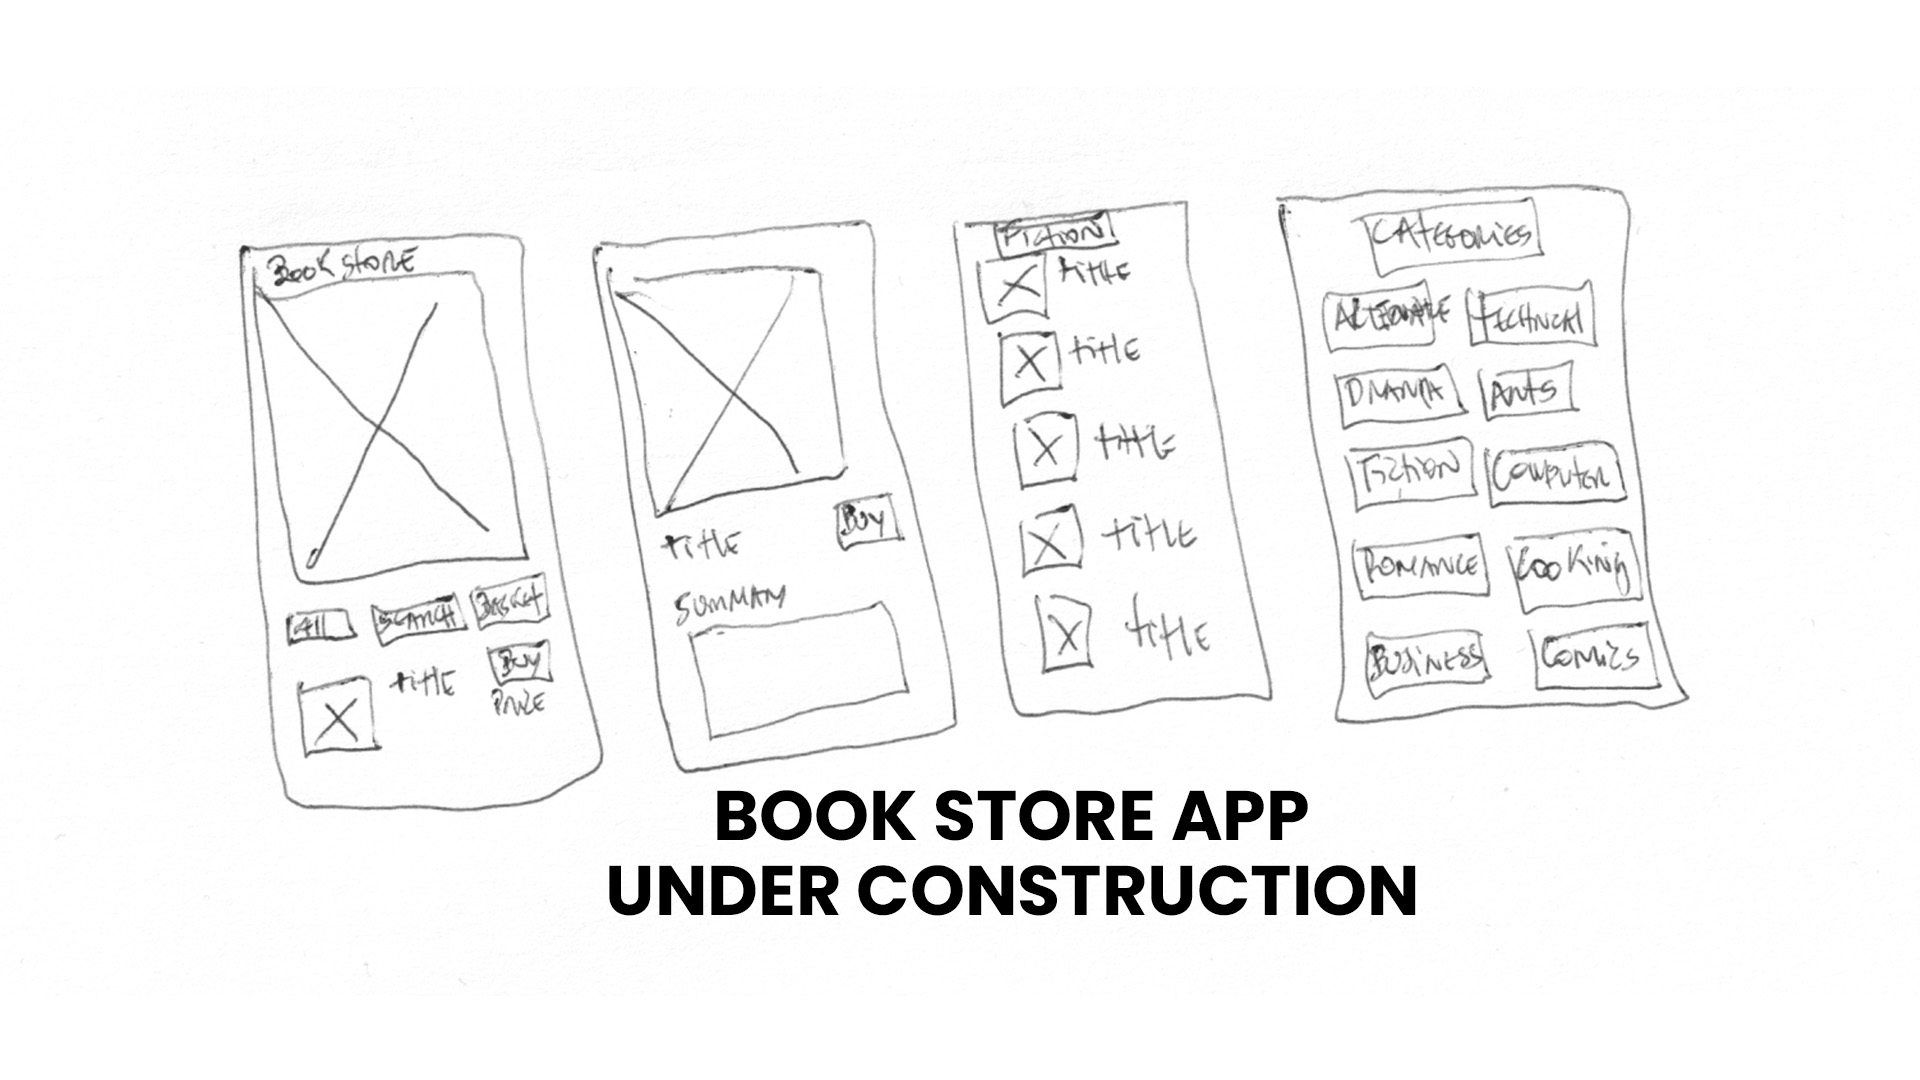 Book STORE
All
SEARCH
BASKET
title
Buy
PRICE
title
Buy
SUMMARY
Fiction
title
title
title
title
title
CATEGORIES
TECHNICAL
DRAMA
ARTS
Fiction
COMPUTER
ROMANCE
COOKING
BUSINESS
COMICS
BOOK STORE APP
UNDER CONSTRUCTION